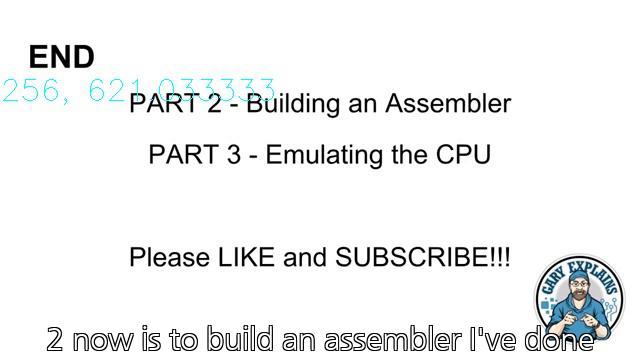 END
256, 621.033333
PART 2 - Building an Assembler
PART 3 - Emulating the CPU
Please LIKE and SUBSCRIBE!!!
GARY EXPLAINS
2 now is to build an assembler I've done